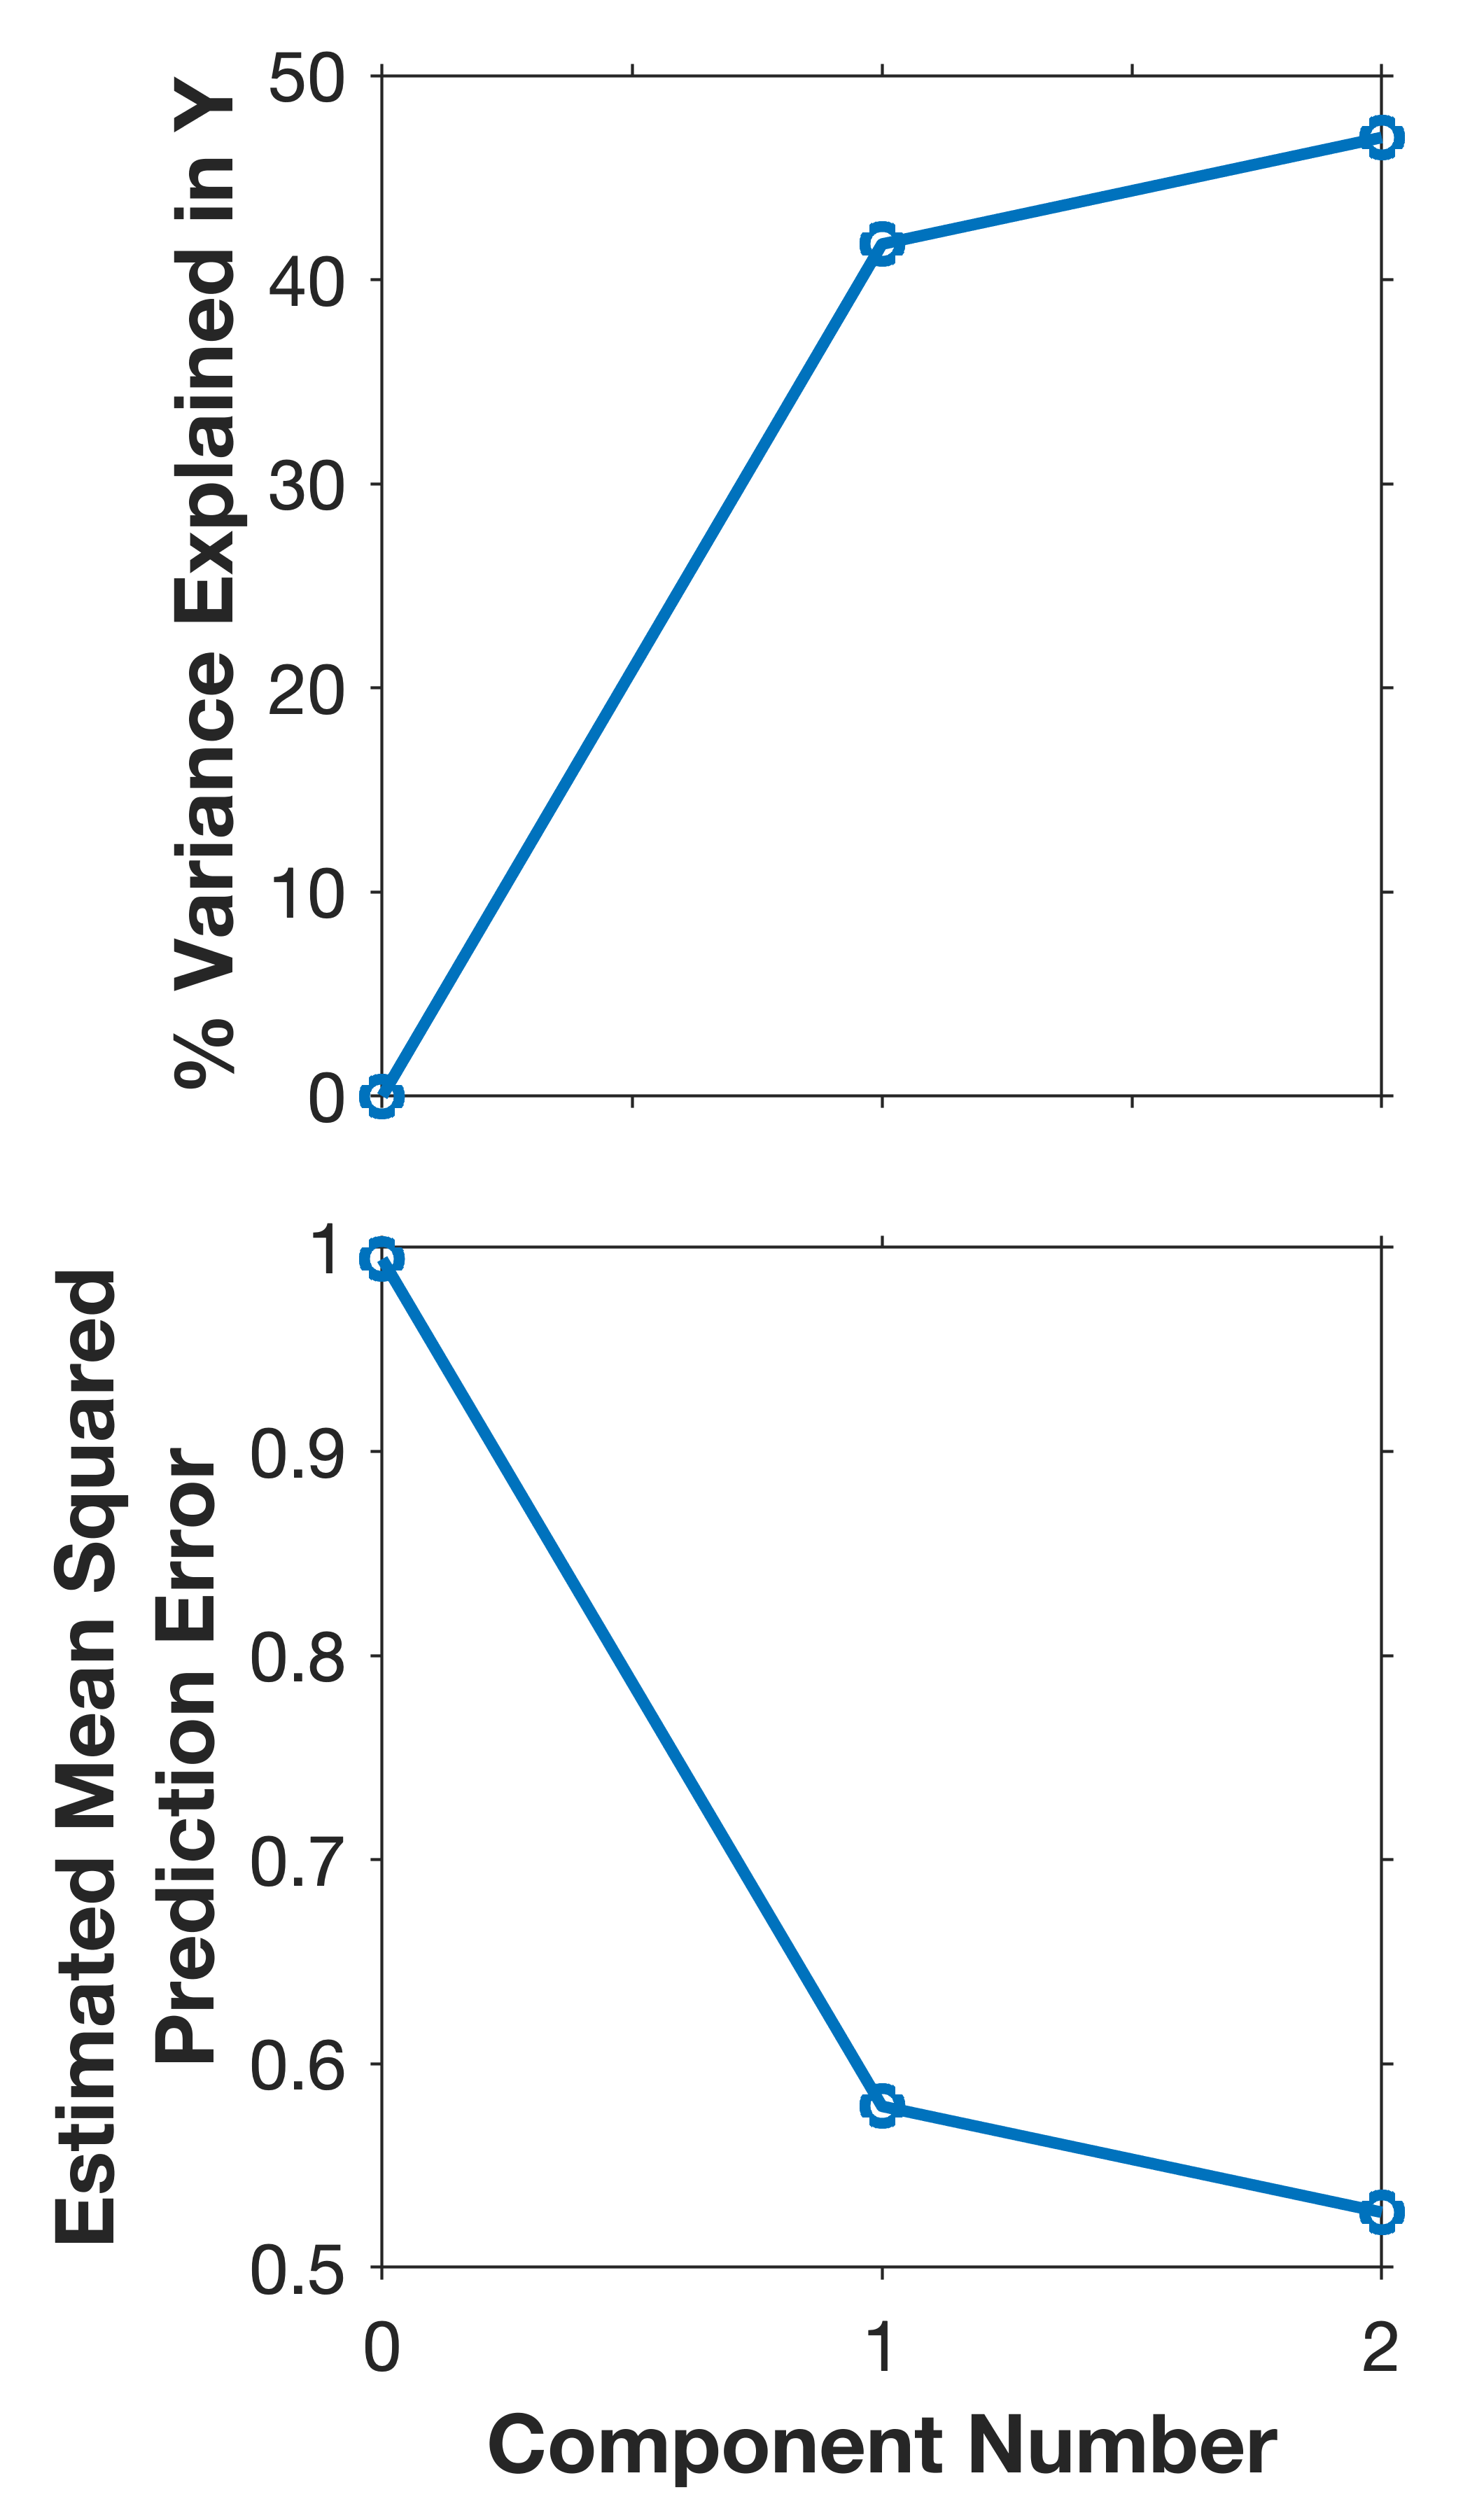 % Variance Explained in Y
50
40
30
20
10
0
Estimated Mean Squared
Prediction Error
1
0.9
0.8
0.7
0.6
0.5
0 1 2
Component Number